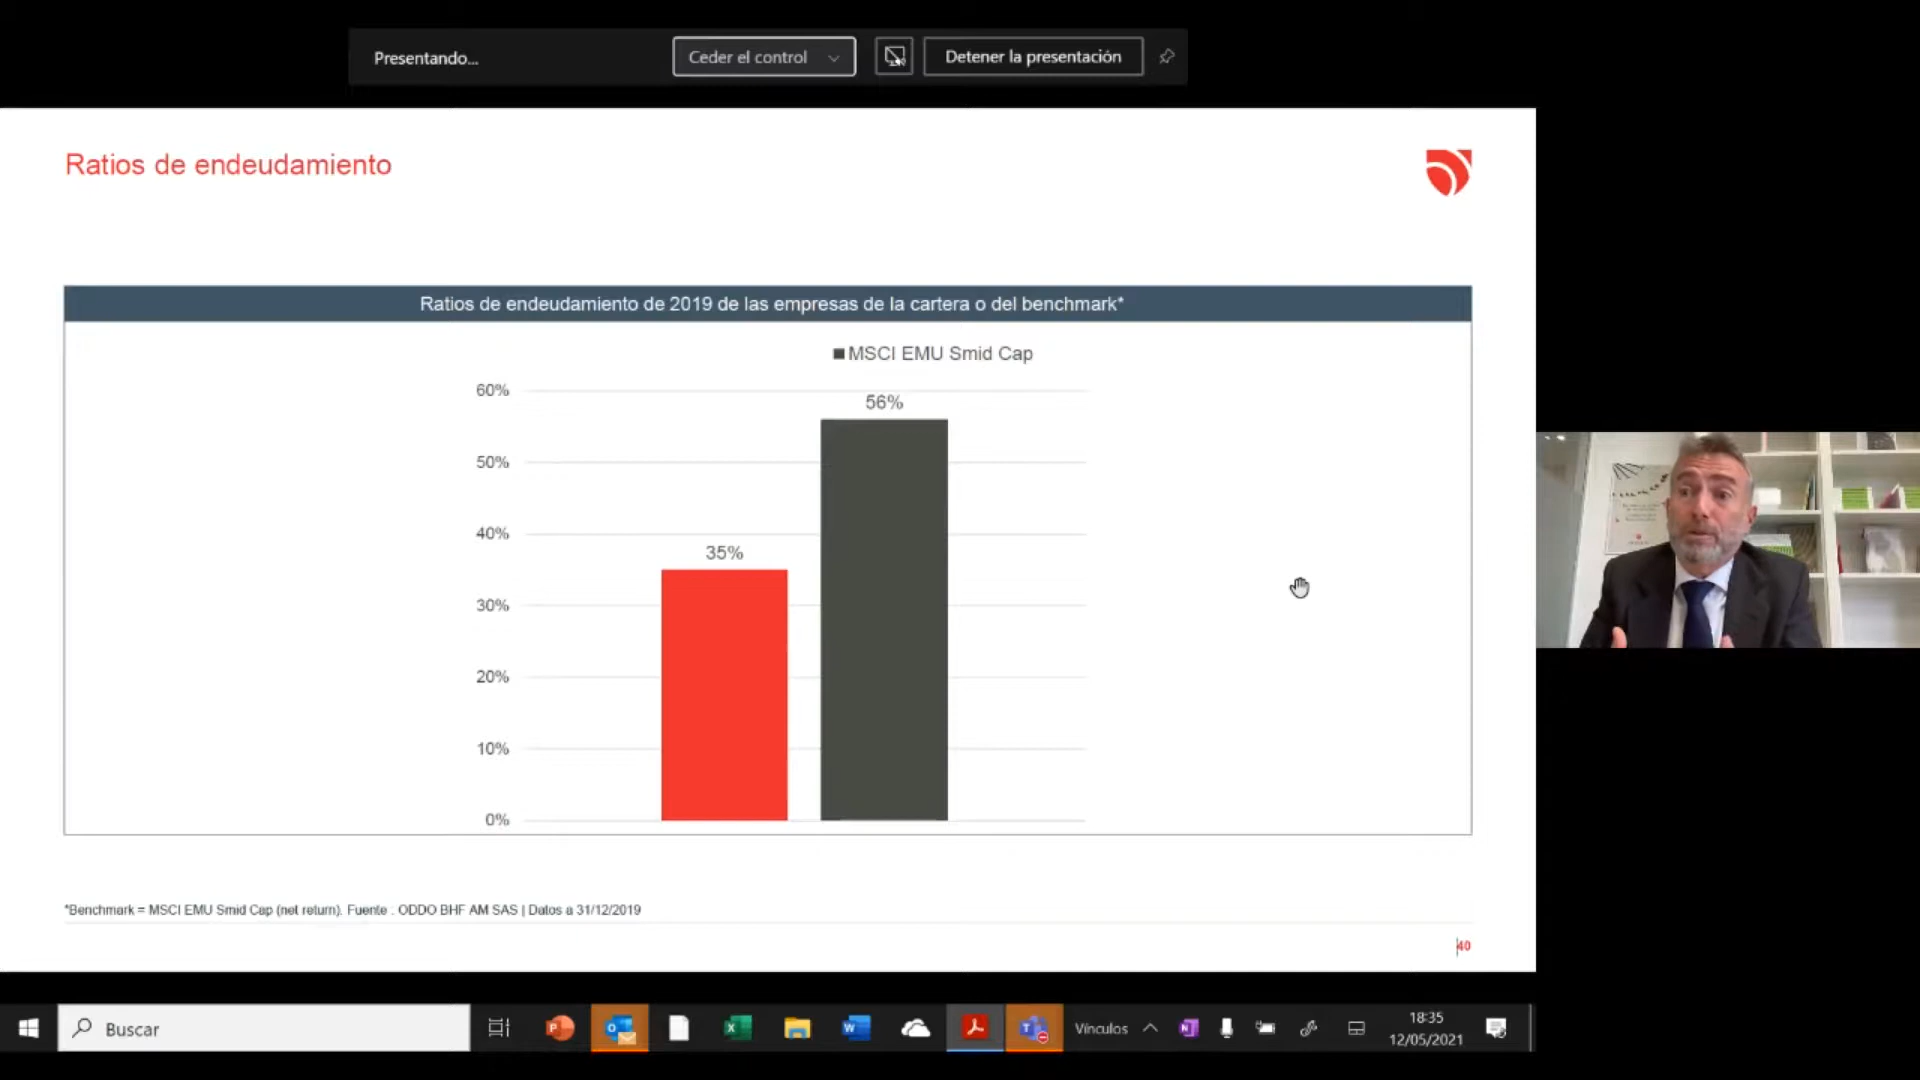 Presentando...
Ceder el control
Detener la presentación
Ratios de endeudamiento
Ratios de endeudamiento de 2019 de las empresas de la cartera o del benchmark*
MSCI EMU Smid Cap
60%
56%
50%
40%
35%
30%
20%
10%
0%
*Benchmark = MSCI EMU Smid Cap (net return). Fuente . ODDO BHF AM SAS | Datos a 31/12/2019
40
Buscar
Vínculos
18:35
12/05/2021